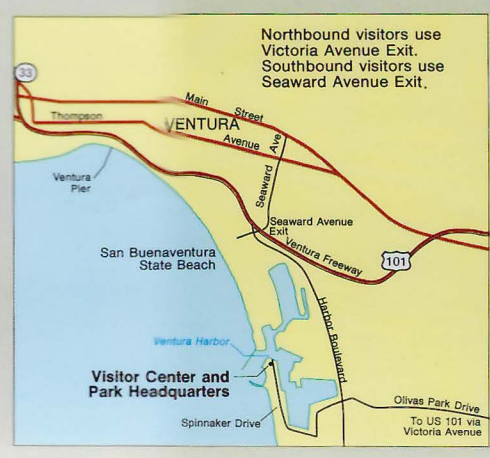 Northbound visitors use
Victoria Avenue Exit.
Southbound visitors use
Seaward Avenue Exit.
33
Main Street
Thompson Avenue
VENTURA
Seaward Ave
Ventura
Pier
Seaward Avenue
Exit
San Buenaventura
State Beach
Ventura Freeway
101
Harbor Boulevard
Ventura Harbor
Visitor Center and
Park Headquarters
Spinnaker Drive
Olivas Park Drive
To US 101 via
Victoria Avenue